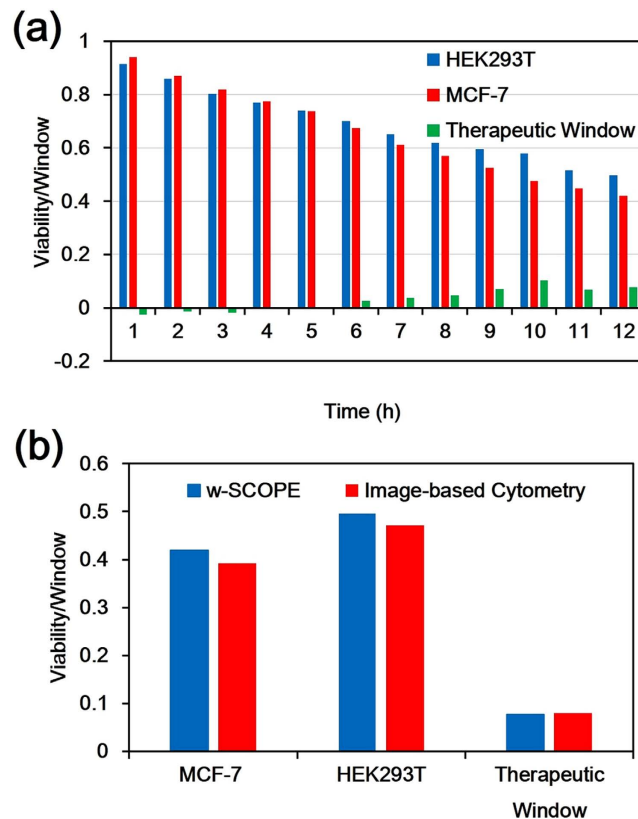 (a)
1
0.8
0.6
0.4
0.2
0
-0.2
Viability/Window
HEK293T
MCF-7
Therapeutic Window
1 2 3 4 5 6 7 8 9 10 11 12
Time (h)
(b)
0.6
0.5
0.4
0.3
0.2
0.1
0
Viability/Window
w-SCOPE Image-based Cytometry
MCF-7 HEK293T Therapeutic
Window